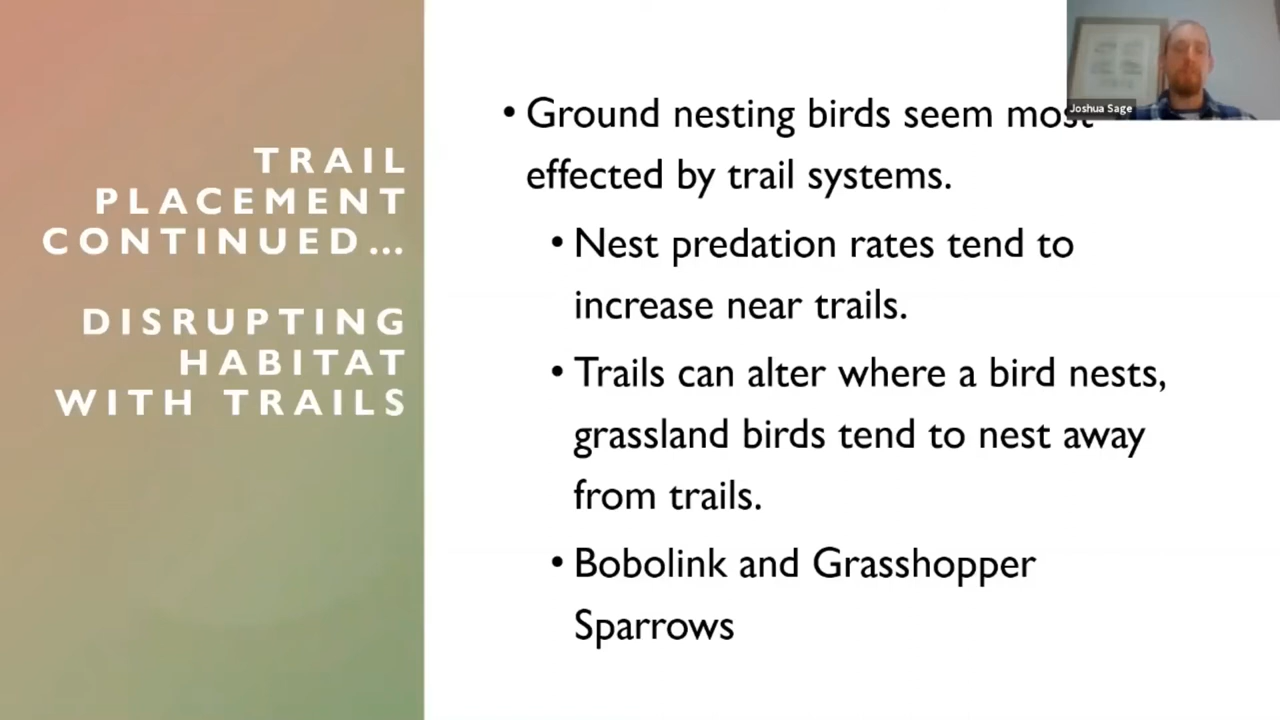 TRAIL
PLACEMENT
CONTINUED...
DISRUPTING
HABITAT
WITH TRAILS
• Ground nesting birds seem most
effected by trail systems.
• Nest predation rates tend to
increase near trails.
• Trails can alter where a bird nests,
grassland birds tend to nest away
from trails.
• Bobolink and Grasshopper
Sparrows
Joshua Sage